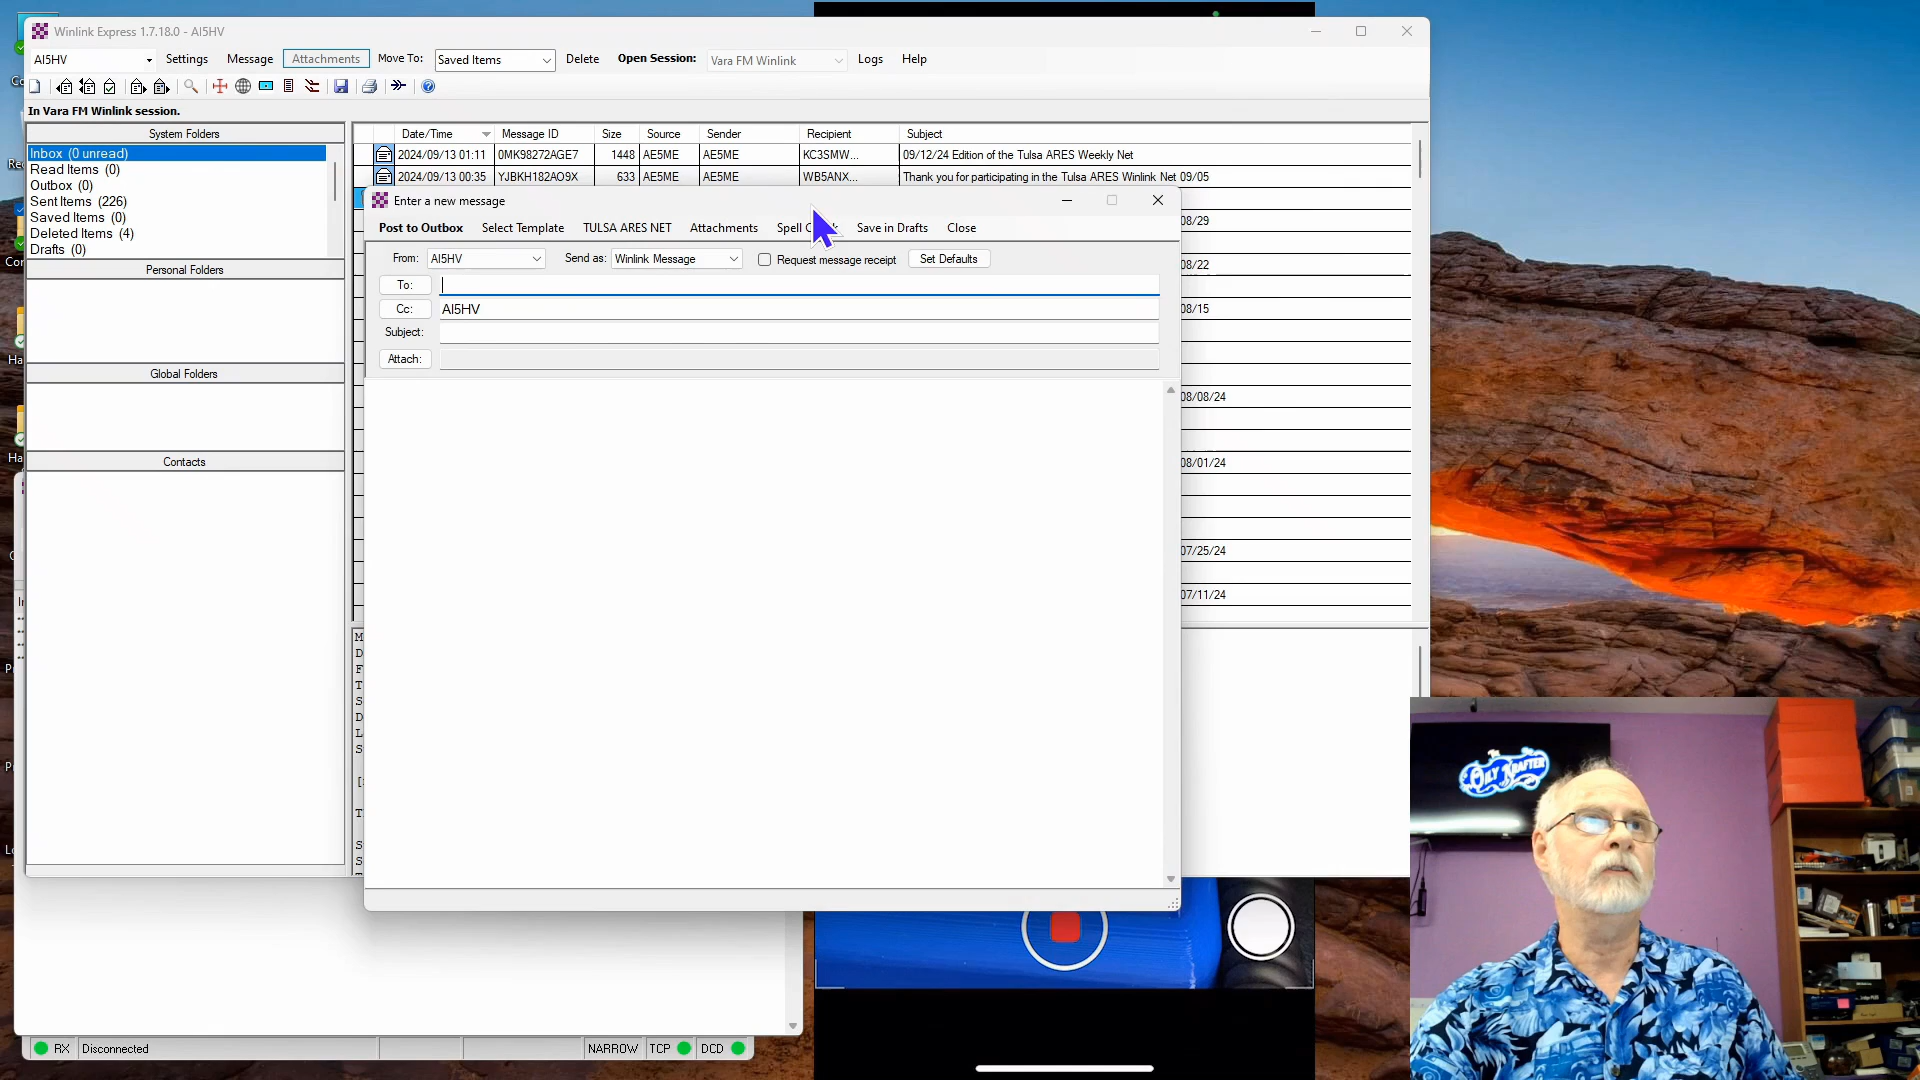 Winlink Express 1.7.18.0 - AI5HV
AI5HV Settings Message Attachments Move To: Saved Items Delete Open Session: Vara FM Winlink Logs Help
In Vara FM Winlink session.
System Folders
Inbox (0 unread)
Read Items (0)
Outbox (0)
Sent Items (226)
Saved Items (0)
Deleted Items (4)
Drafts (0)
Personal Folders
Global Folders
Contacts
Date/Time Message ID Size Source Sender Recipient Subject
2024/09/13 01:11 0MK98272AGE7 1448 AE5ME AE5ME KC3SMW... 09/12/24 Edition of the Tulsa ARES Weekly Net
2024/09/13 00:35 YJBKH182AO9X 633 AE5ME AE5ME WB5ANX... Thank you for participating in the Tulsa ARES Winlink Net 09/05
08/29
08/22
08/15
08/08/24
08/01/24
07/25/24
07/11/24
Enter a new message
Post to Outbox Select Template TULSA ARES NET Attachments Spell Save in Drafts Close
From: AI5HV Send as: Winlink Message Request message receipt Set Defaults
To:
Cc: AI5HV
Subject:
Attach:
RX Disconnected NARROW TCP DCD
OILY KRAFTER